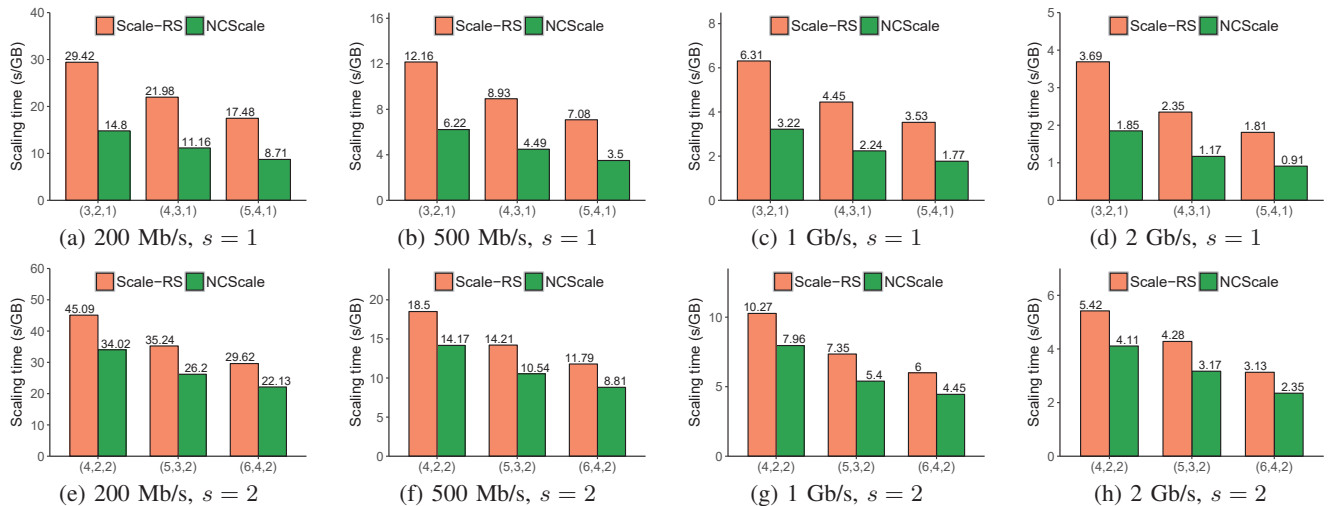 Scale−RS NCScale
Scaling time (s/GB)
40
30
20
10
0
29.42
14.8
21.98
11.16
17.48
8.71
(3,2,1) (4,3,1) (5,4,1)
(a) 200 Mb/s, s = 1
Scale−RS NCScale
Scaling time (s/GB)
16
12
8
4
0
12.16
6.22
8.93
4.49
7.08
3.5
(3,2,1) (4,3,1) (5,4,1)
(b) 500 Mb/s, s = 1
Scale−RS NCScale
Scaling time (s/GB)
8
6
4
2
0
6.31
3.22
4.45
2.24
3.53
1.77
(3,2,1) (4,3,1) (5,4,1)
(c) 1 Gb/s, s = 1
Scale−RS NCScale
Scaling time (s/GB)
5
4
3
2
1
0
3.69
1.85
2.35
1.17
1.81
0.91
(3,2,1) (4,3,1) (5,4,1)
(d) 2 Gb/s, s = 1
Scale−RS NCScale
Scaling time (s/GB)
60
50
40
30
20
10
0
45.09
34.02
35.24
26.2
29.62
22.13
(4,2,2) (5,3,2) (6,4,2)
(e) 200 Mb/s, s = 2
Scale−RS NCScale
Scaling time (s/GB)
20
15
10
5
0
18.5
14.17
14.21
10.54
11.79
8.81
(4,2,2) (5,3,2) (6,4,2)
(f) 500 Mb/s, s = 2
Scale−RS NCScale
Scaling time (s/GB)
10
5
0
10.27
7.96
7.35
5.4
6
4.45
(4,2,2) (5,3,2) (6,4,2)
(g) 1 Gb/s, s = 2
Scale−RS NCScale
Scaling time (s/GB)
6
4
2
0
5.42
4.11
4.28
3.17
3.13
2.35
(4,2,2) (5,3,2) (6,4,2)
(h) 2 Gb/s, s = 2